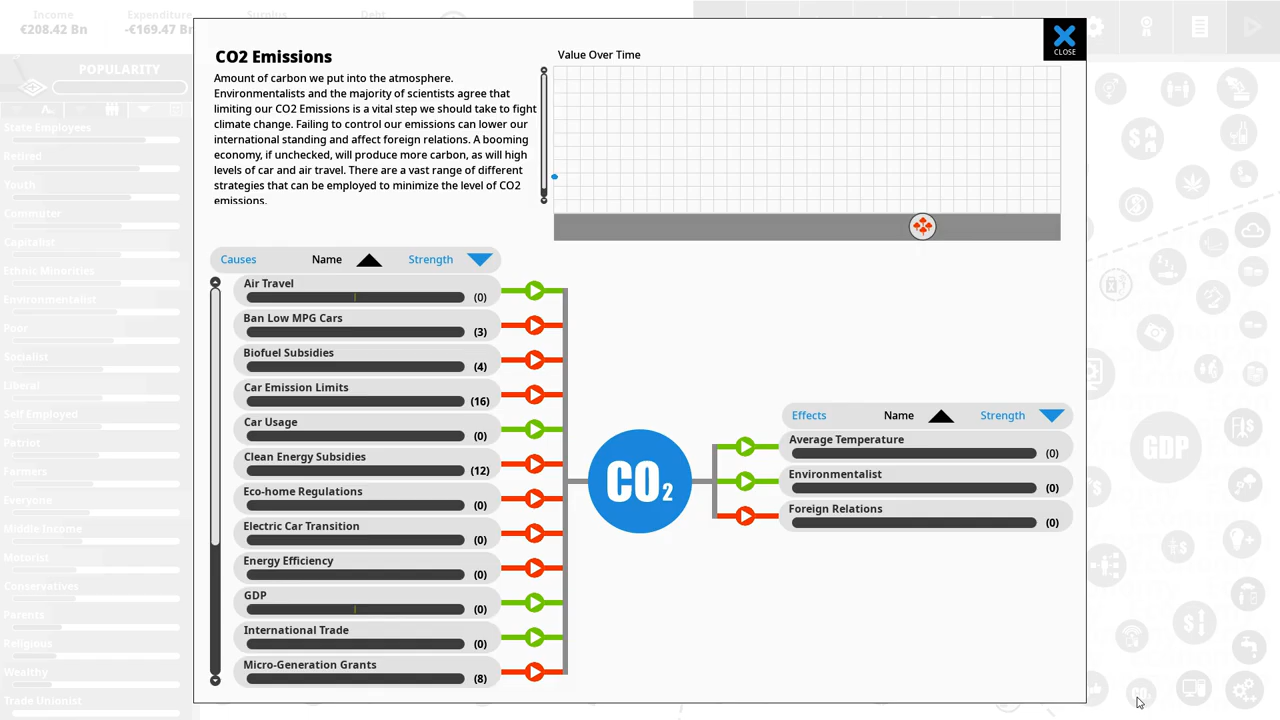 Income
Expenditure
Surplus
Debt
€208.42 Bn
-€169.47 Bn
POPULARITY
State Employees
Retired
Youth
Commuter
Capitalist
Ethnic Minorities
Environmentalist
Poor
Socialist
Liberal
Self Employed
Patriot
Farmers
Everyone
Middle Income
Motorist
Conservatives
Parents
Religious
Wealthy
Trade Unionist
CO2 Emissions
Amount of carbon we put into the atmosphere.
Environmentalists and the majority of scientists agree that
limiting our CO2 Emissions is a vital step we should take to fight
climate change. Failing to control our emissions can lower our
international standing and affect foreign relations. A booming
economy, if unchecked, will produce more carbon, as will high
levels of car and air travel. There are a vast range of different
strategies that can be employed to minimize the level of CO2
emissions.
Value Over Time
CLOSE
Causes Name Strength
Air Travel
(0)
Ban Low MPG Cars
(3)
Biofuel Subsidies
(4)
Car Emission Limits
(16)
Car Usage
(0)
Clean Energy Subsidies
(12)
Eco-home Regulations
(0)
Electric Car Transition
(0)
Energy Efficiency
(0)
GDP
(0)
International Trade
(0)
Micro-Generation Grants
(8)
CO2
Effects Name Strength
Average Temperature
(0)
Environmentalist
(0)
Foreign Relations
(0)
GDP